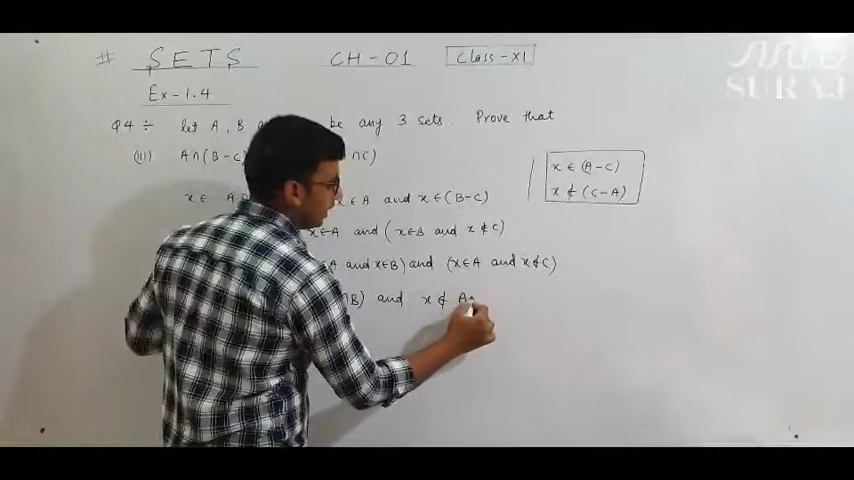 # SETS CH-01 Class-XI
SURAJ
Ex-1.4
Q4 ÷ let A, B be any 3 sets. Prove that
(III) A∩(B-C) ∩C)
x ∈ (A-C)
x ∉ (C-A)
x ∈ x ∈ A and x ∈ (B-C)
x ∈ A and (x ∈ B and x ∉ C)
∈ A and x ∈ B) and (x ∈ A and x ∉ C)
∩B) and x ∉ A∩